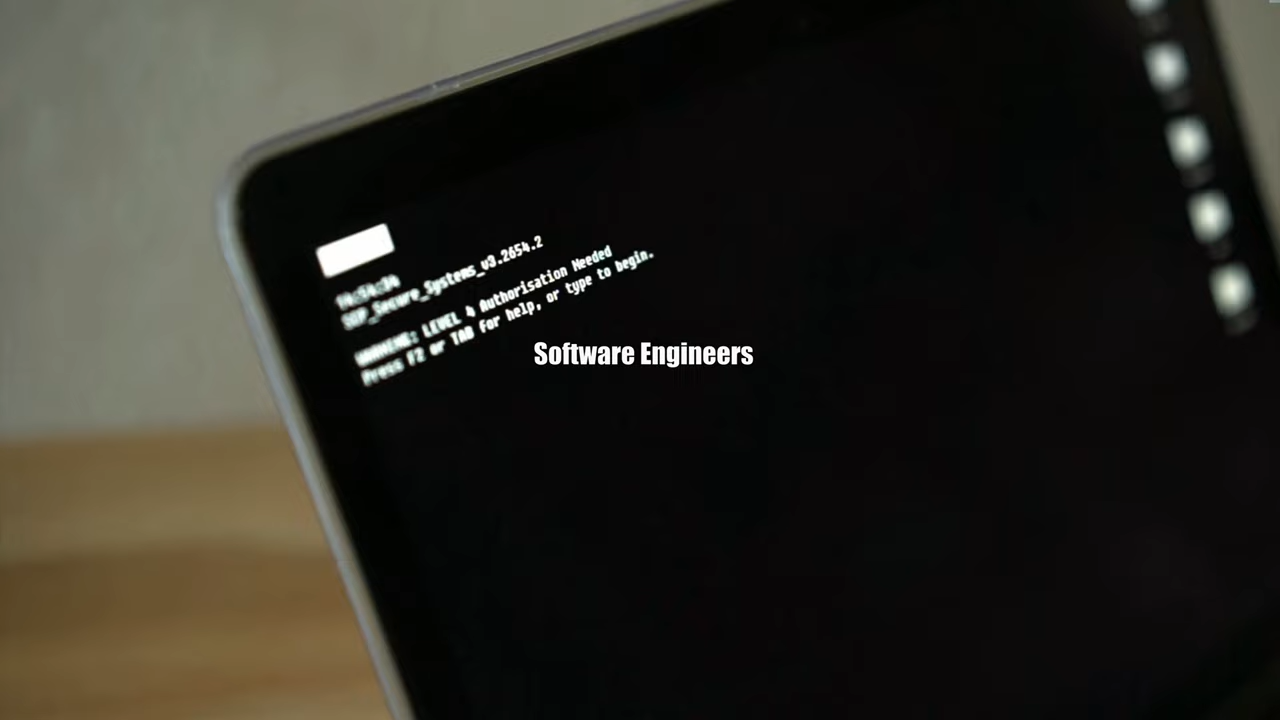 14:54:34
SSP_Secure_Systems_v3.2654.2
WARNING: LEVEL 4 Authorisation Needed
Press F2 or TAB for help, or type to begin.
Software Engineers